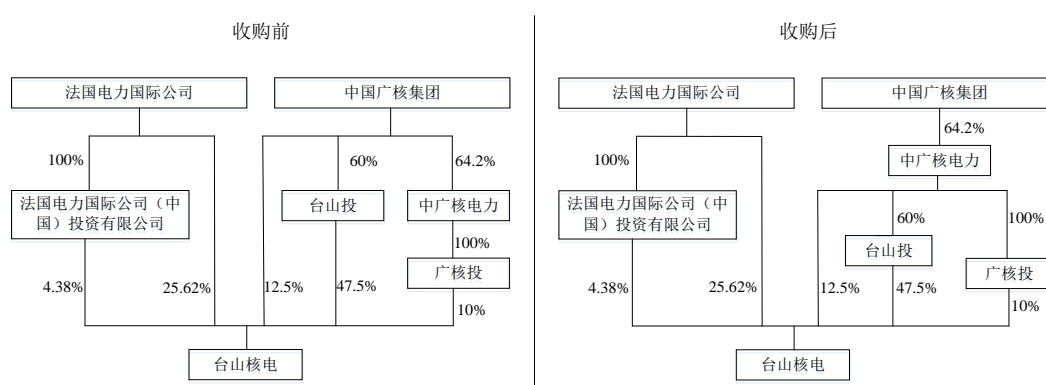 收购前
法国电力国际公司
中国广核集团
100%
60%
64.2%
法国电力国际公司（中
国）投资有限公司
台山投
中广核电力
100%
广核投
4.38%
25.62%
12.5%
47.5%
10%
台山核电
收购后
法国电力国际公司
中国广核集团
64.2%
中广核电力
100%
法国电力国际公司（中
国）投资有限公司
60%
100%
台山投
广核投
4.38%
25.62%
12.5%
47.5%
10%
台山核电